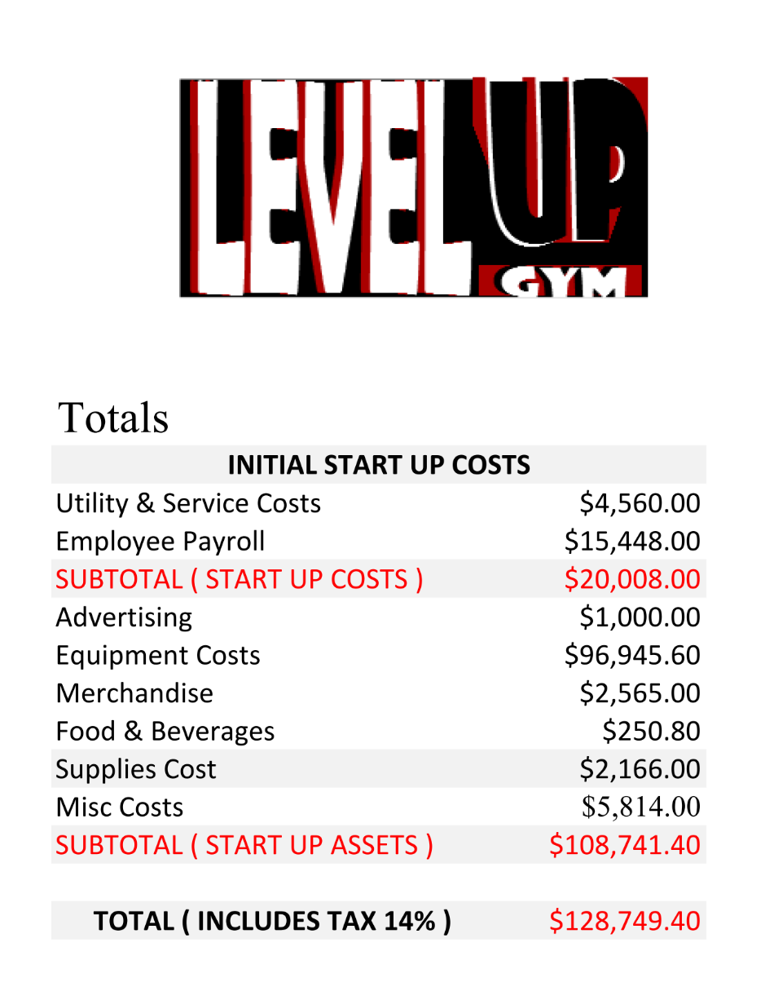 LEVEL UP
GYM
Totals
INITIAL START UP COSTS
Utility & Service Costs $4,560.00
Employee Payroll $15,448.00
SUBTOTAL ( START UP COSTS ) $20,008.00
Advertising $1,000.00
Equipment Costs $96,945.60
Merchandise $2,565.00
Food & Beverages $250.80
Supplies Cost $2,166.00
Misc Costs $5,814.00
SUBTOTAL ( START UP ASSETS ) $108,741.40
TOTAL ( INCLUDES TAX 14% ) $128,749.40